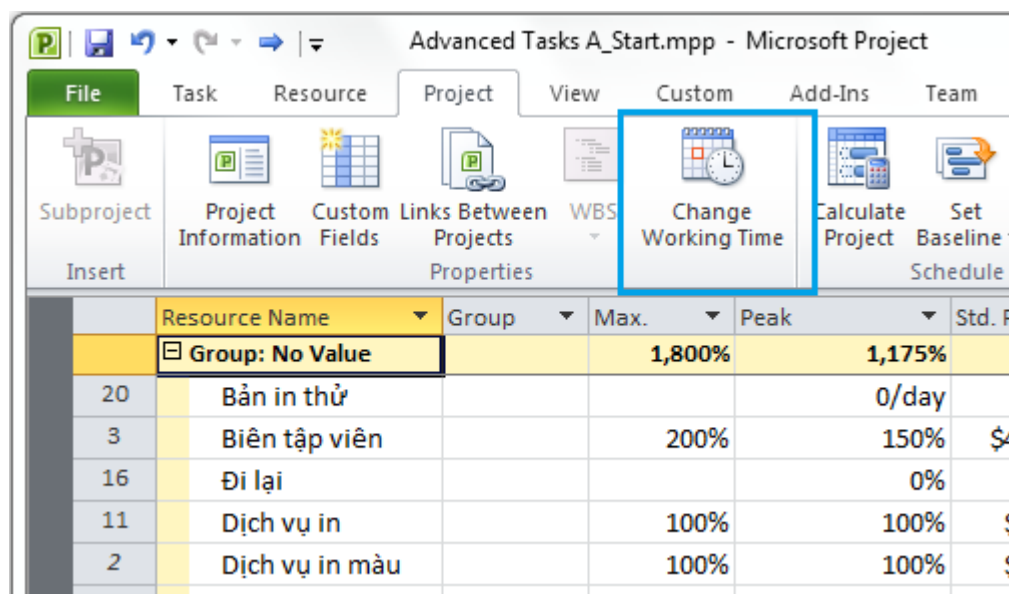 Advanced Tasks A_Start.mpp - Microsoft Project
File Task Resource Project View Custom Add-Ins Team
Subproject
Project Information
Custom Fields
Links Between Projects
WBS
Change Working Time
Calculate Project
Set Baseline
Insert Properties Schedule
Resource Name Group Max. Peak Std.
Group: No Value 1,800% 1,175%
20 Bản in thử 0/day
3 Biên tập viên 200% 150%
16 Đi lại 0%
11 Dịch vụ in 100% 100%
2 Dịch vụ in màu 100% 100%